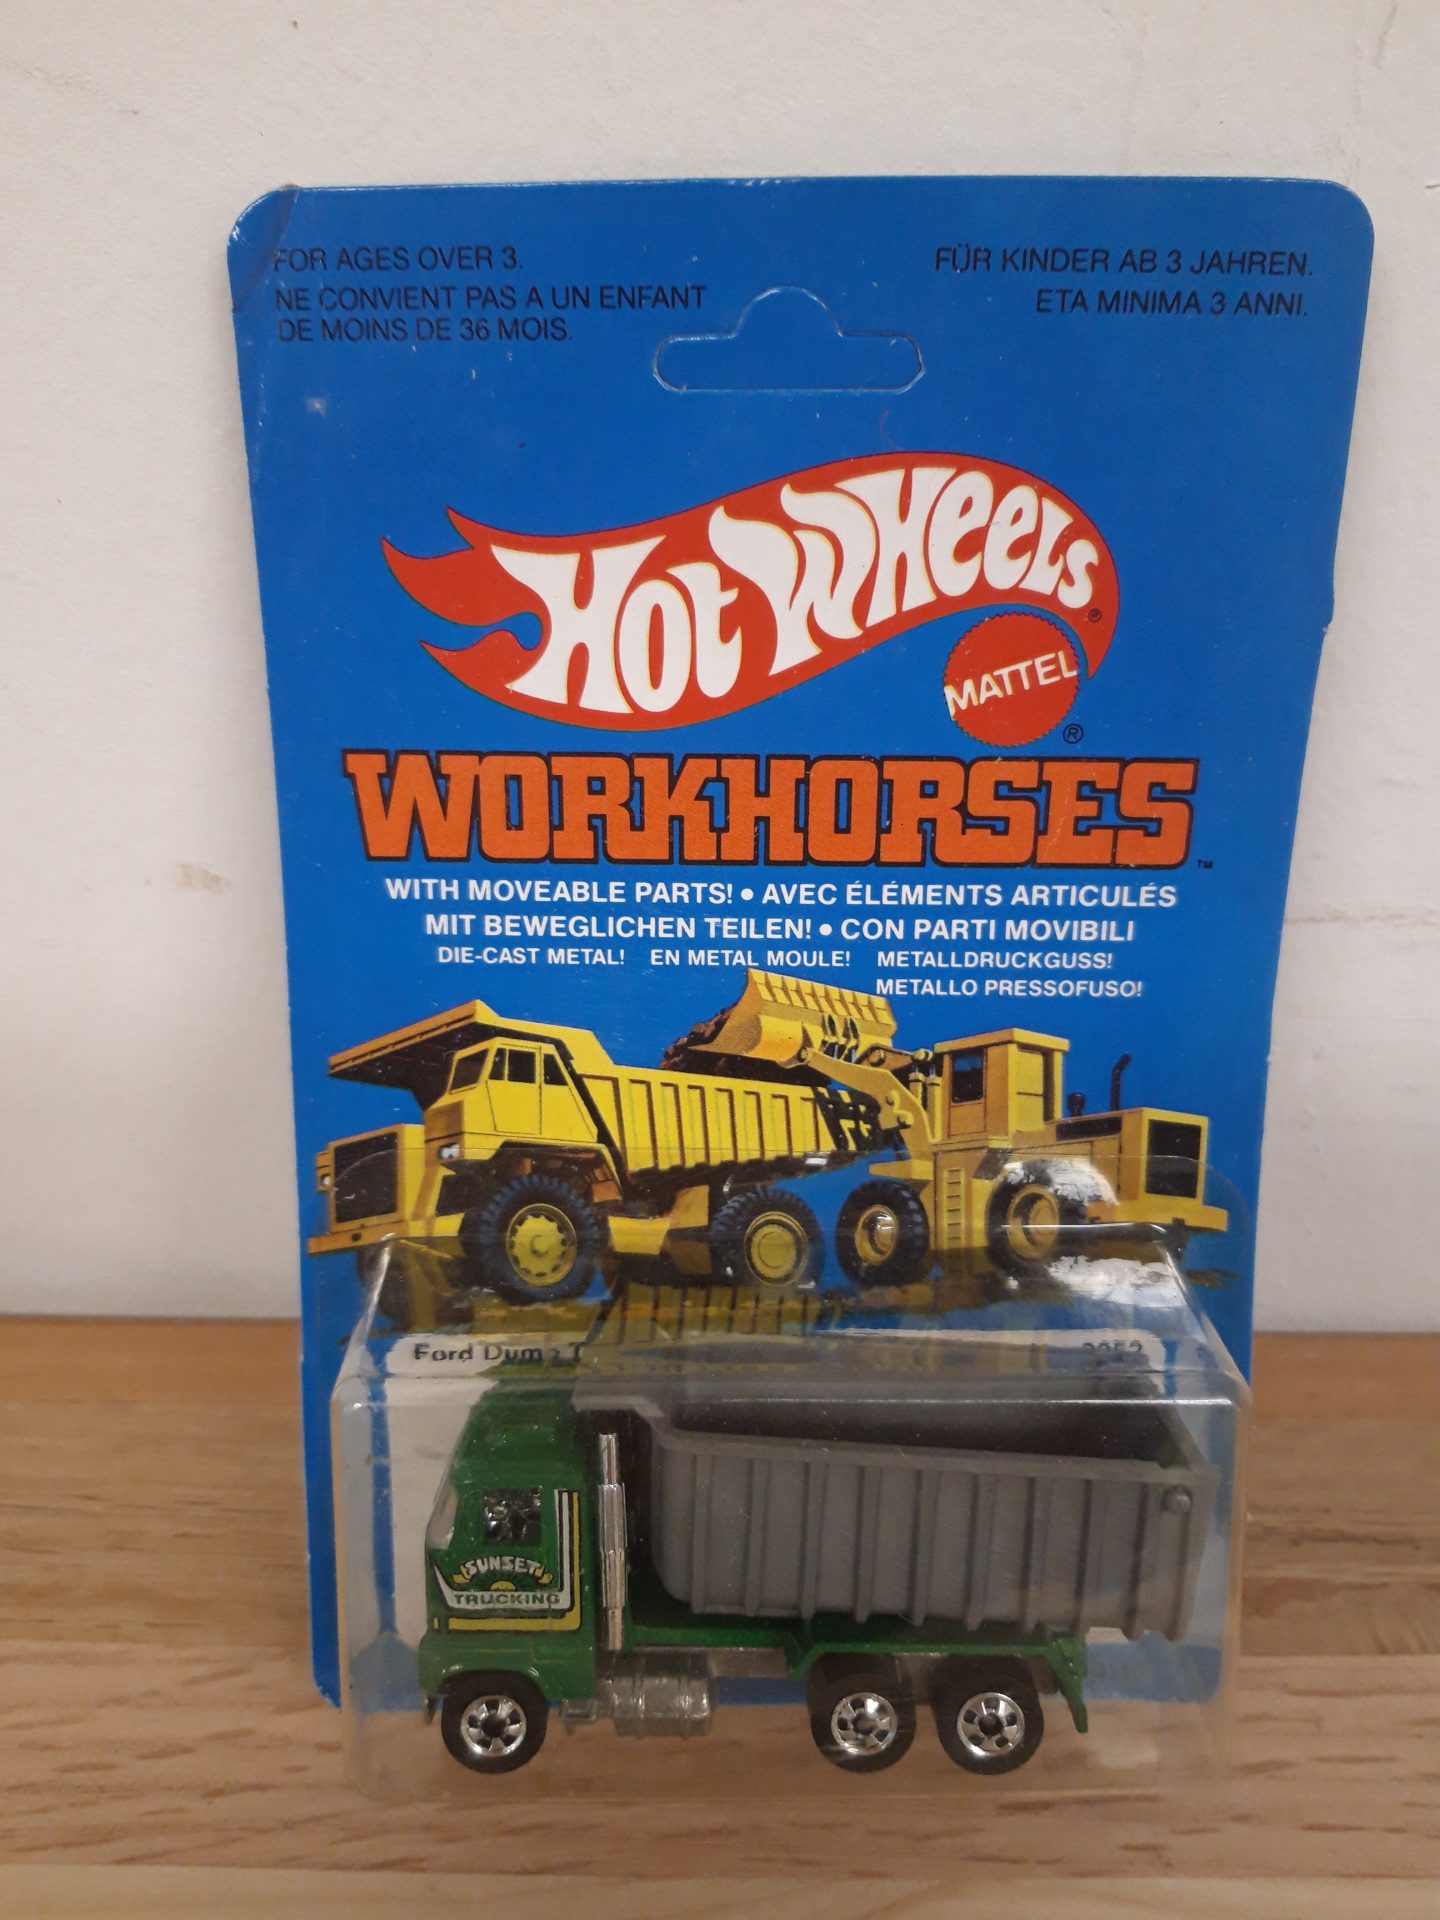 FOR AGES OVER 3.
NE CONVIENT PAS A UN ENFANT
DE MOINS DE 36 MOIS.
FÜR KINDER AB 3 JAHREN.
ETA MINIMA 3 ANNI.
HOT WHEELS®
MATTEL®
WORKHORSES™
WITH MOVEABLE PARTS! • AVEC ÉLÉMENTS ARTICULÉS
MIT BEWEGLICHEN TEILEN! • CON PARTI MOVIBILI
DIE-CAST METAL! EN METAL MOULE! METALLDRUCKGUSS!
METALLO PRESSOFUSO!
Ford
SUNSET
TRUCKING